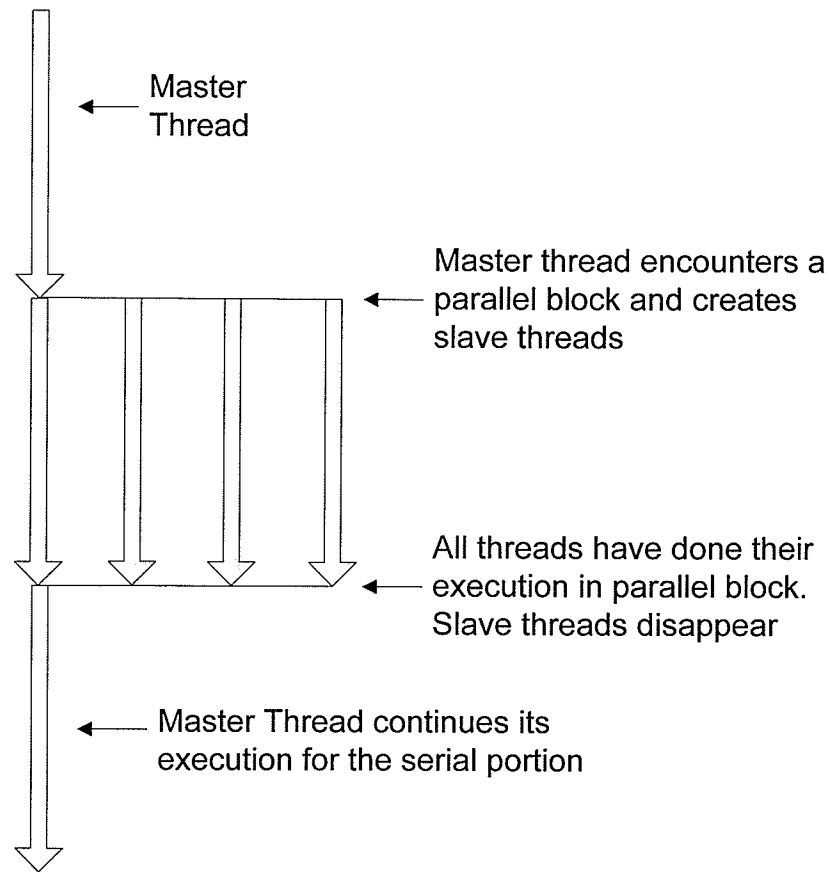 Master
Thread
Master thread encounters a
parallel block and creates
slave threads
All threads have done their
execution in parallel block.
Slave threads disappear
Master Thread continues its
execution for the serial portion